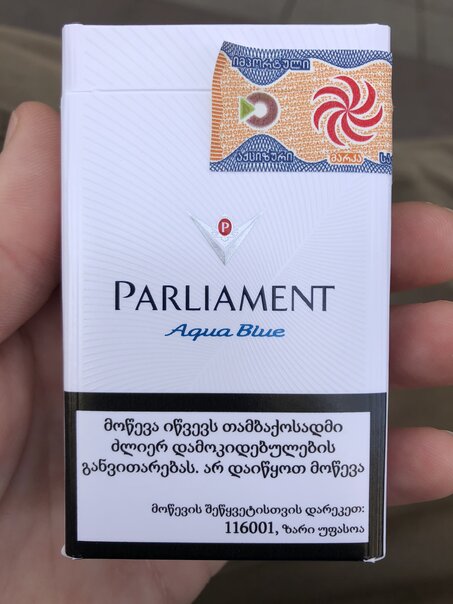 იმპორტული
აქციზური მარკა
P
PARLIAMENT
Aqua Blue
მოწევა იწვევს თამბაქოსადმი
ძლიერ დამოკიდებულების
განვითარებას. არ დაიწყოთ მოწევა
მოწევის შეწყვეტისთვის დარეკეთ:
116001, ზარი უფასოა